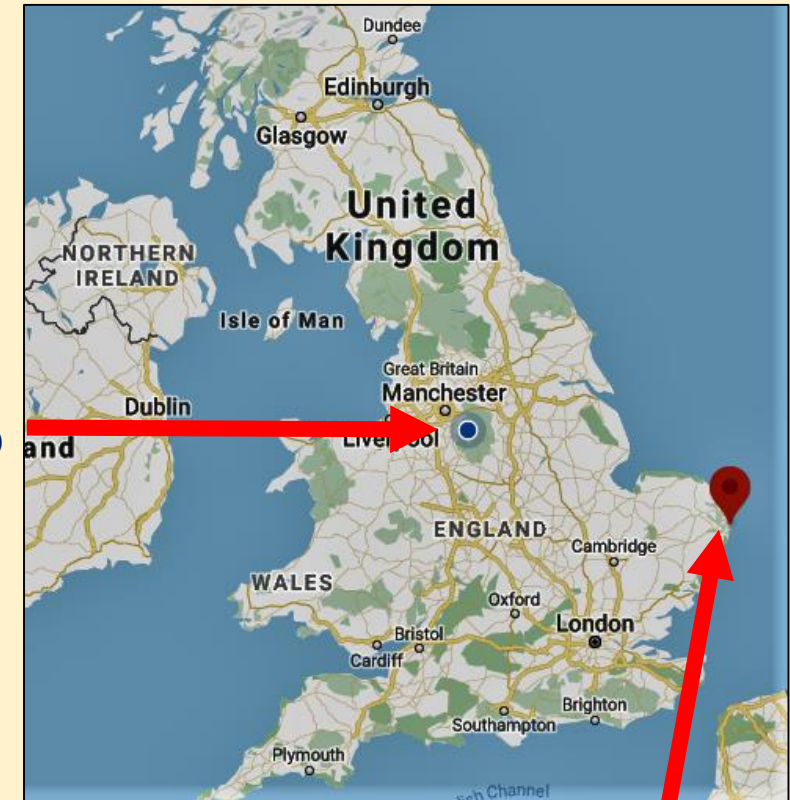 Dundee
Edinburgh
Glasgow
United
Kingdom
NORTHERN
IRELAND
Isle of Man
Great Britain
Manchester
Dublin
and
ENGLAND
Cambridge
WALES
Oxford
London
Bristol
Cardiff
Brighton
Southampton
Plymouth
Channel